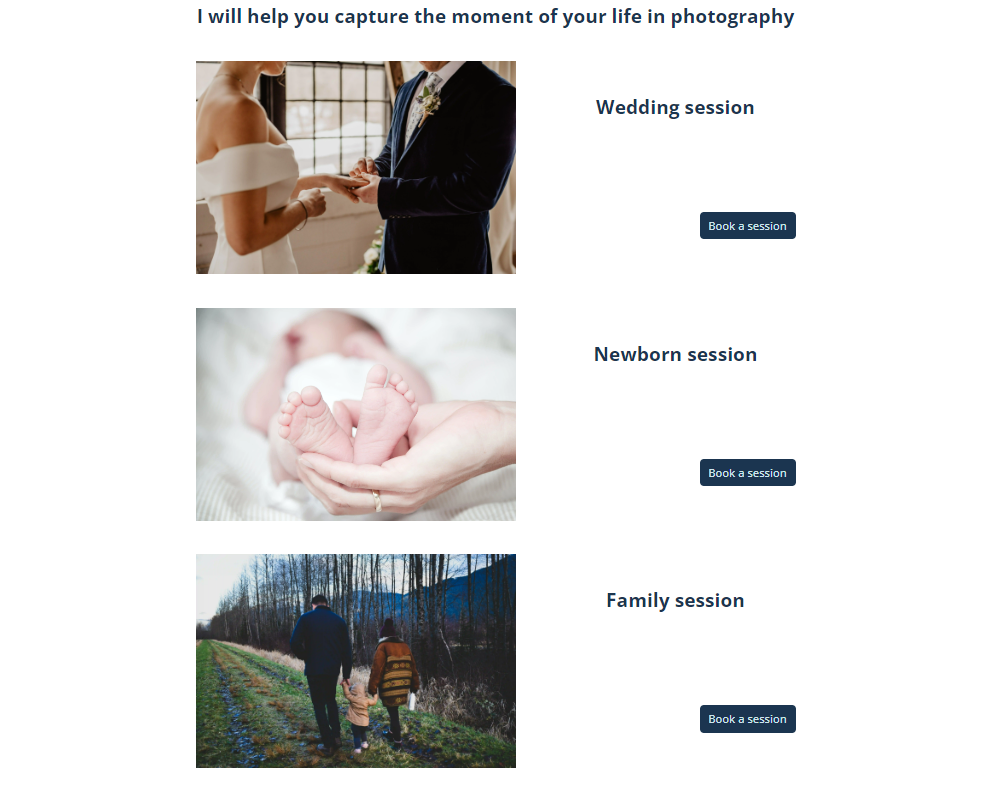 I will help you capture the moment of your life in photography
Wedding session
Book a session
Newborn session
Book a session
Family session
Book a session